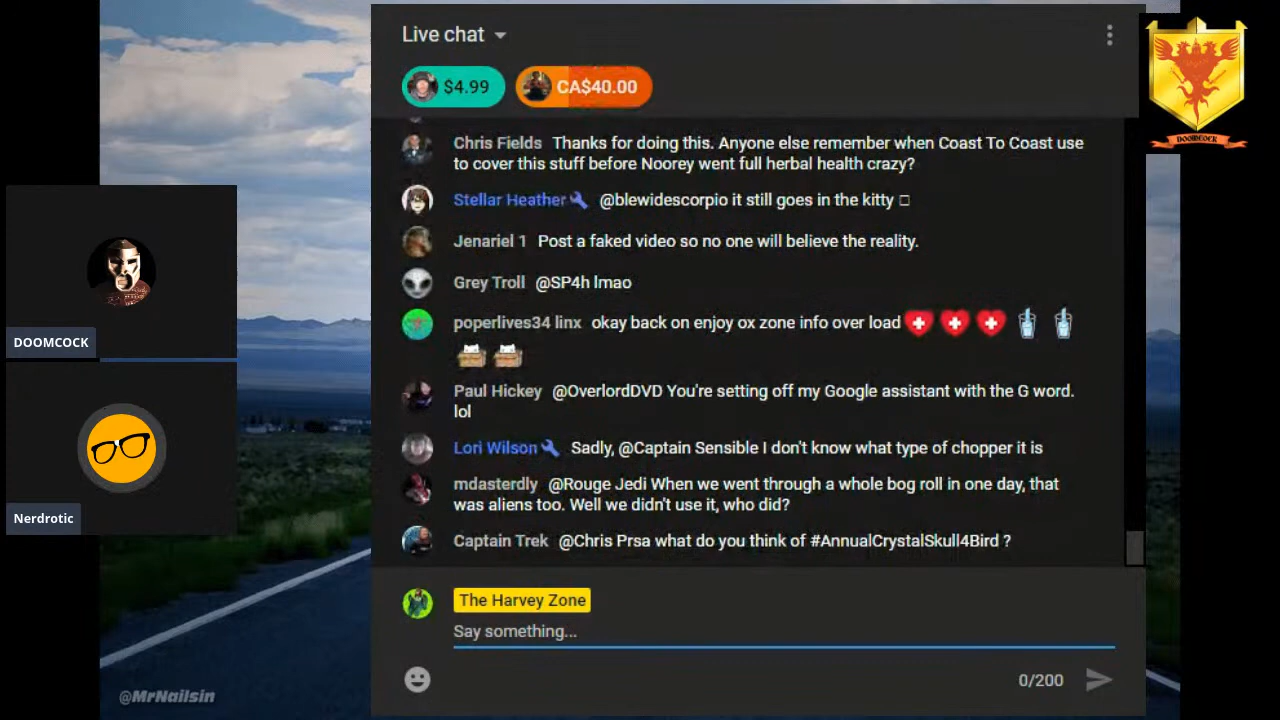 Live chat
$4.99 CA$40.00
Chris Fields Thanks for doing this. Anyone else remember when Coast To Coast use
to cover this stuff before Noorey went full herbal health crazy?
Stellar Heather @blewidescorpio it still goes in the kitty □
Jenariel 1 Post a faked video so no one will believe the reality.
Grey Troll @SP4h lmao
poperlives34 linx okay back on enjoy ox zone info over load
Paul Hickey @OverlordDVD You're setting off my Google assistant with the G word.
lol
Lori Wilson Sadly, @Captain Sensible I don't know what type of chopper it is
mdasterdly @Rouge Jedi When we went through a whole bog roll in one day, that
was aliens too. Well we didn't use it, who did?
Captain Trek @Chris Prsa what do you think of #AnnualCrystalSkull4Bird ?
The Harvey Zone
Say something...
0/200
DOOMCOCK
Nerdrotic
DOOMCOCK
@MrNailsin